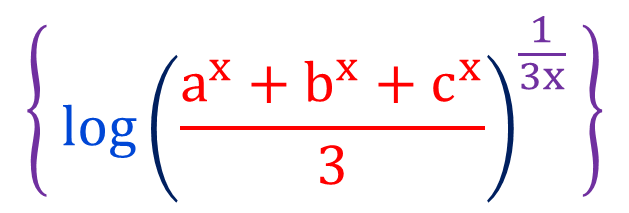 { log ( (a^x + b^x + c^x) / 3 )^(1/3x) }